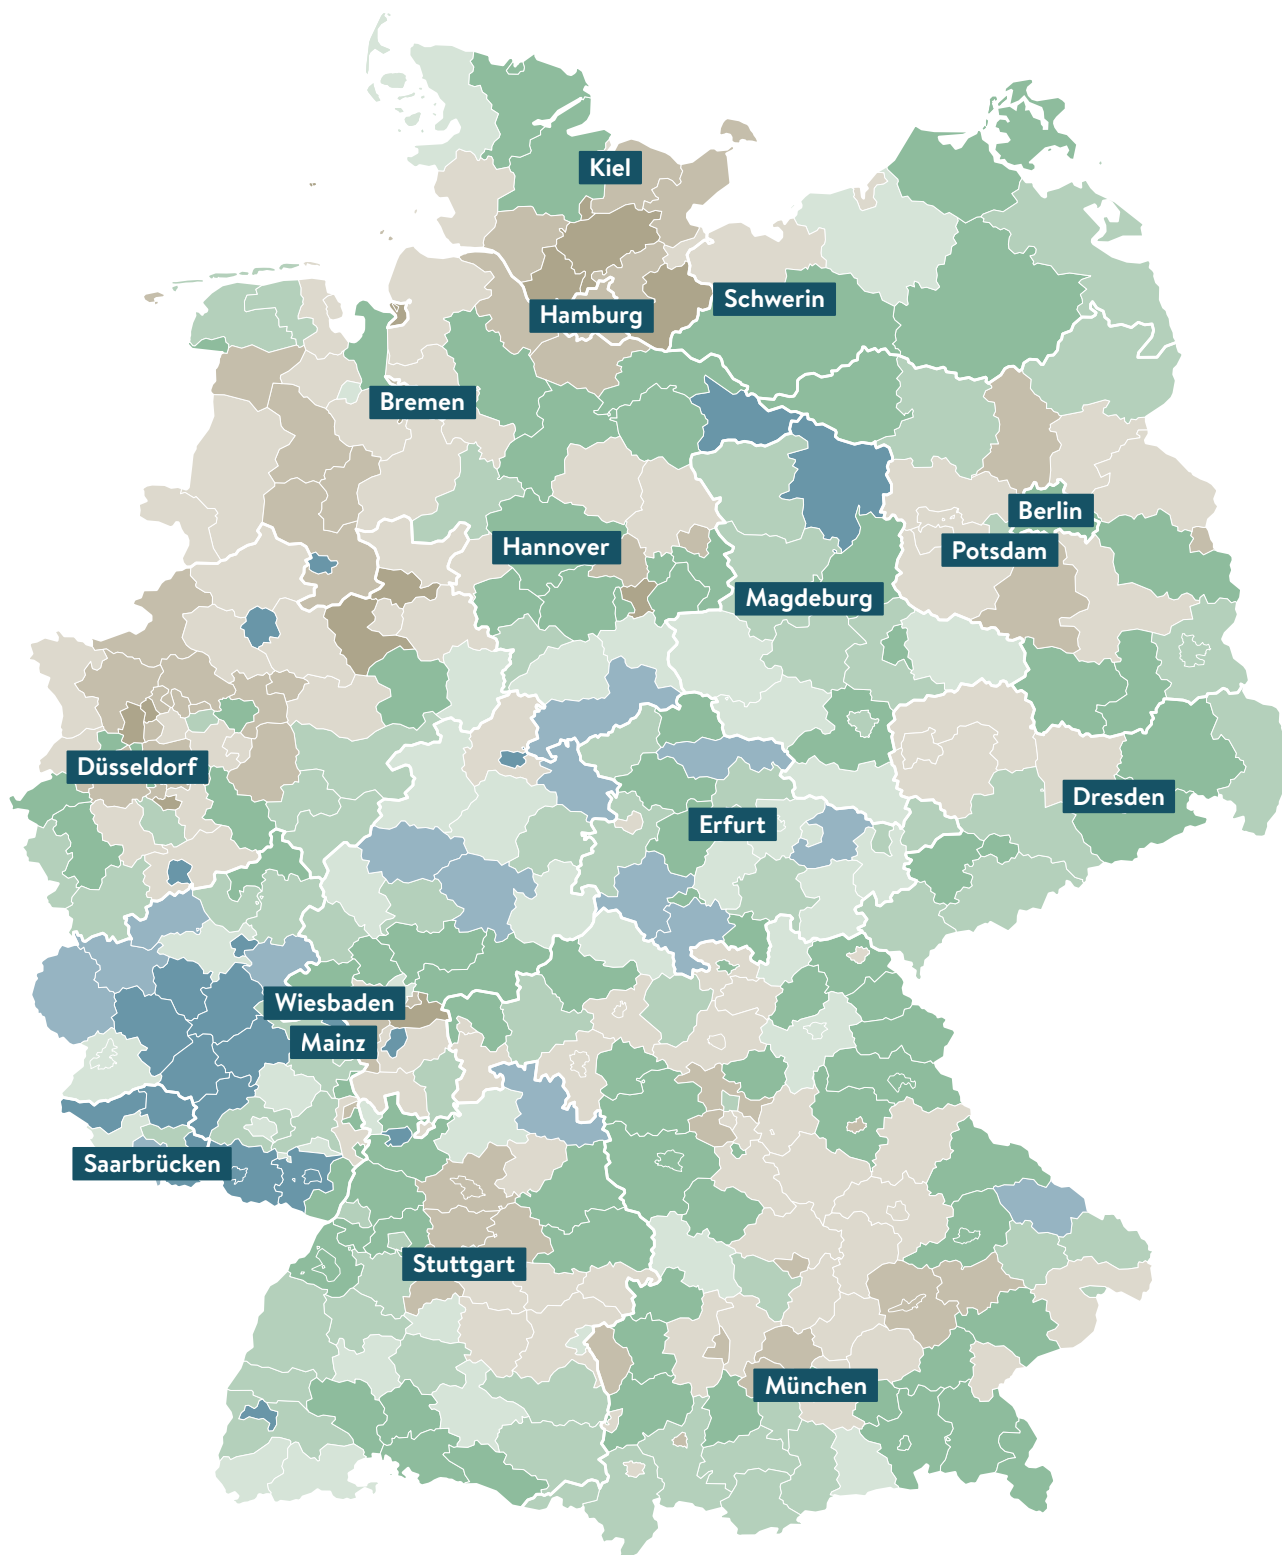 Kiel
Schwerin
Hamburg
Bremen
Berlin
Hannover
Potsdam
Magdeburg
Düsseldorf
Dresden
Erfurt
Wiesbaden
Mainz
Saarbrücken
Stuttgart
München